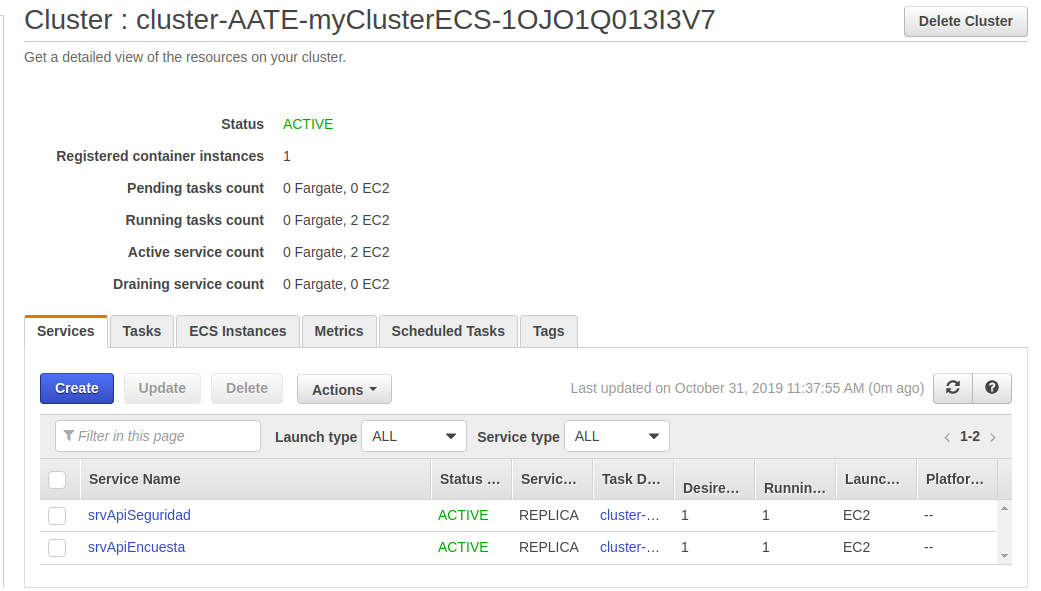 Cluster : cluster-AATE-myClusterECS-1OJO1Q013I3V7
Delete Cluster
Get a detailed view of the resources on your cluster.
Status ACTIVE
Registered container instances 1
Pending tasks count 0 Fargate, 0 EC2
Running tasks count 0 Fargate, 2 EC2
Active service count 0 Fargate, 2 EC2
Draining service count 0 Fargate, 0 EC2
Services Tasks ECS Instances Metrics Scheduled Tasks Tags
Create Update Delete Actions Last updated on October 31, 2019 11:37:55 AM (0m ago)
Filter in this page Launch type ALL Service type ALL 1-2
Service Name Status ... Servic... Task D... Desire... Runnin... Launc... Platfor...
srvApiSeguridad ACTIVE REPLICA cluster-... 1 1 EC2 --
srvApiEncuesta ACTIVE REPLICA cluster-... 1 1 EC2 --